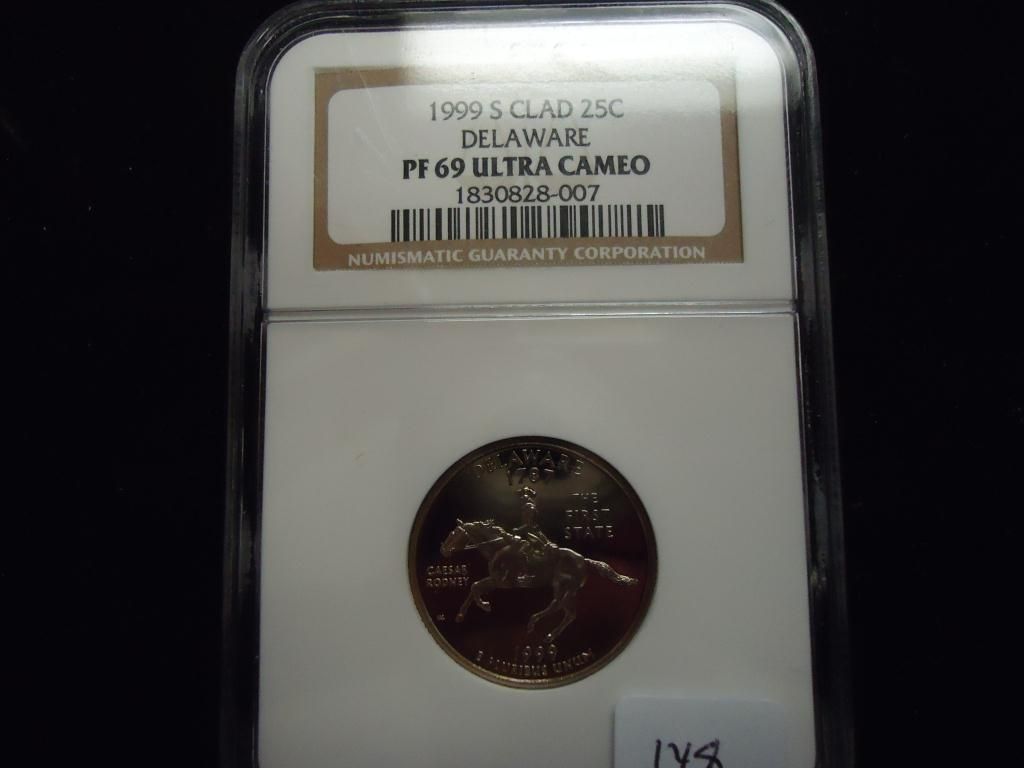 1999 S CLAD 25C
DELAWARE
PF 69 ULTRA CAMEO
1830828-007
NUMISMATIC GUARANTY CORPORATION
DELAWARE
1787
THE
FIRST
STATE
CAESAR
RODNEY
1999
E PLURIBUS UNUM
148